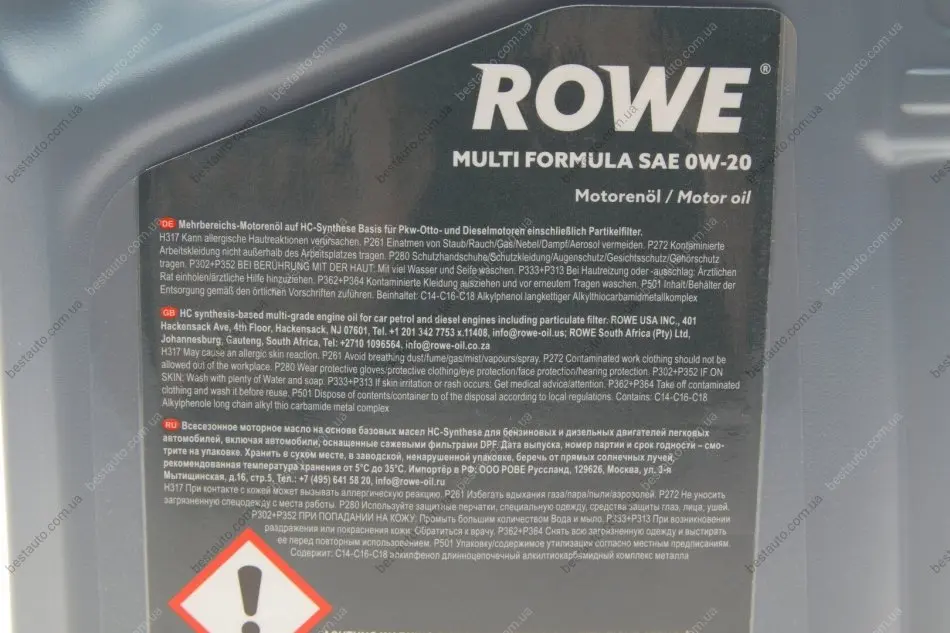 ROWE®
MULTI FORMULA SAE 0W-20
Motorenöl / Motor oil
DE Mehrbereichs-Motorenöl auf HC-Synthese Basis für Pkw-Otto- und Dieselmotoren einschließlich Partikelfilter.
H317 Kann allergische Hautreaktionen verursachen. P261 Einatmen von Staub/Rauch/Gas/Nebel/Dampf/Aerosol vermeiden. P272 Kontaminierte
Arbeitskleidung nicht außerhalb des Arbeitsplatzes tragen. P280 Schutzhandschuhe/Schutzkleidung/Augenschutz/Gesichtsschutz/Gehörschutz
tragen. P302+P352 BEI BERÜHRUNG MIT DER HAUT: Mit viel Wasser und Seife waschen. P333+P313 Bei Hautreizung oder -ausschlag: Ärztlichen
Rat einholen/ärztliche Hilfe hinzuziehen. P362+P364 Kontaminierte Kleidung ausziehen und vor erneutem Tragen waschen. P501 Inhalt/Behälter der
Entsorgung gemäß den örtlichen Vorschriften zuführen. Beinhaltet: C14-C16-C18 Alkylphenol langkettiger Alkylthiocarbamidmetallkomplex
GB HC synthesis-based multi-grade engine oil for car petrol and diesel engines including particulate filter: ROWE USA INC., 401
Hackensack Ave, 4th Floor, Hackensack, NJ 07601, Tel. +1 201 342 7753 x.11408, info@rowe-oil.us; ROWE South Africa (Pty) Ltd,
Johannesburg, Gauteng, South Africa, Tel: +2710 1096564, info@rowe-oil.co.za
H317 May cause an allergic skin reaction. P261 Avoid breathing dust/fume/gas/mist/vapours/spray. P272 Contaminated work clothing should not be
allowed out of the workplace. P280 Wear protective gloves/protective clothing/eye protection/face protection/hearing protection. P302+P352 IF ON
SKIN: Wash with plenty of Water and soap. P333+P313 If skin irritation or rash occurs: Get medical advice/attention. P362+P364 Take off contaminated
clothing and wash it before reuse. P501 Dispose of contents/container to of the disposal according to local regulations. Contains: C14-C16-C18
Alkylphenole long chain alkyl thio carbamide metal complex
RU Всесезонное моторное масло на основе базовых масел HC-Synthese для бензиновых и дизельных двигателей легковых
автомобилей, включая автомобили, оснащенные сажевыми фильтрами DPF. Дата выпуска, номер партии и срок годности – смо-
трите на упаковке. Хранить в сухом месте, в заводской, ненарушенной упаковке, беречь от прямых солнечных лучей,
рекомендованная температура хранения от 5°C до 35°C. Импортёр в РФ: ООО РОВЕ Руссланд, 129626, Москва, ул. 3-я
Мытищинская, д.16, стр.5, Тел.: +7 (495) 641 58 20, info@rowe-oil.ru
H317 При контакте с кожей может вызывать аллергическую реакцию. P261 Избегать вдыхания газа/пара/пыли/аэрозолей. P272 Не уносить
загрязненную спецодежду с места работы. P280 Используйте защитные перчатки, специальную одежду, средства защиты глаз, лица, ушей.
P302+P352 ПРИ ПОПАДАНИИ НА КОЖУ: Промыть большим количеством Вода и мыло. P333+P313 При возникновении
раздражения или покраснения кожи: Обратиться к врачу. P362+P364 Снять всю загрязненную одежду и выстирать
ее перед повторным использованием. P501 Упаковку/содержимое утилизации согласно местным предписаниям.
Содержит: C14-C16-C18 алкилфенол длинноцепочечный алкилтиокарбамидный комплекс металла
bestauto.com.ua